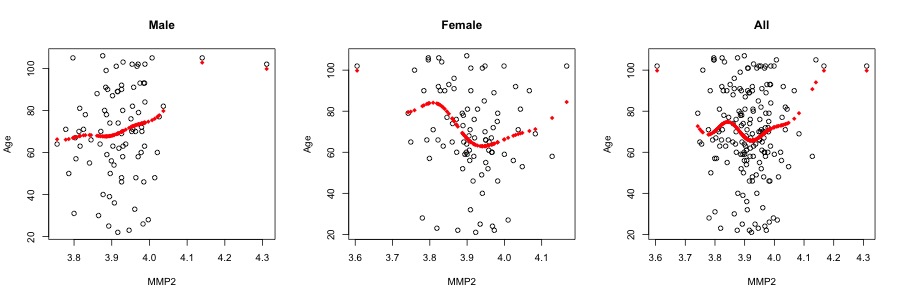 Male
Age
20 40 60 80 100
3.8 3.9 4.0 4.1 4.2 4.3
MMP2
Female
Age
20 40 60 80 100
3.6 3.7 3.8 3.9 4.0 4.1
MMP2
All
Age
20 40 60 80 100
3.6 3.7 3.8 3.9 4.0 4.1 4.2 4.3
MMP2